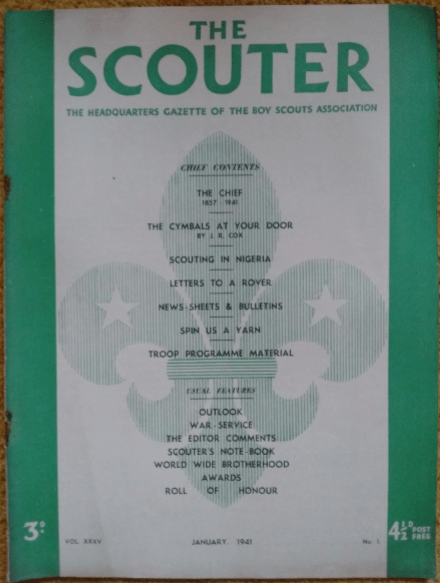 THE
SCOUTER
THE HEADQUARTERS GAZETTE OF THE BOY SCOUTS ASSOCIATION
CHIEF CONTENTS
THE CHIEF
1857 1941
THE CYMBALS AT YOUR DOOR
BY J. R. COX
SCOUTING IN NIGERIA
LETTERS TO A ROVER
NEWS-SHEETS & BULLETINS
SPIN US A YARN
TROOP PROGRAMME MATERIAL
USUAL FEATURES
OUTLOOK
WAR-SERVICE
THE EDITOR COMMENTS
SCOUTER'S NOTE-BOOK
WORLD WIDE BROTHERHOOD
AWARDS
ROLL OF HONOUR
3D.
VOL. XXXV
JANUARY, 1941
No. 1.
4½D POST
FREE